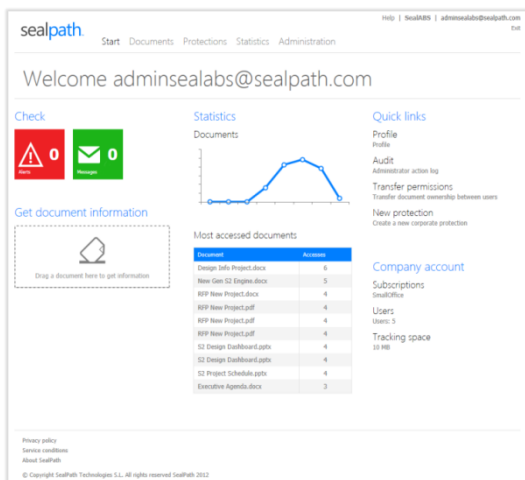 Help | SealABS | adminsealabs@sealpath.com
Exit
sealpath
Start Documents Protections Statistics Administration
Welcome adminsealabs@sealpath.com
Check
0
Alerts
0
Messages
Get document information
Drag a document here to get information
Statistics
Documents
Most accessed documents
Document Accesses
Design Info Project.docx 6
New Gen S2 Engine.docx 5
RFP New Project.docx 4
RFP New Project.pdf 4
RFP New Project.pdf 4
RFP New Project.pdf 4
S2 Design Dashboard.pptx 4
S2 Design Dashboard.pptx 4
S2 Project Schedule.pptx 4
Executive Agenda.docx 3
Quick links
Profile
Profile
Audit
Administrator action log
Transfer permissions
Transfer document ownership between users
New protection
Create a new corporate protection
Company account
Subscriptions
SmallOffice
Users
Users: 5
Tracking space
10 MB
Privacy policy
Service conditions
About SealPath
© Copyright SealPath Technologies S.L. All rights reserved SealPath 2012